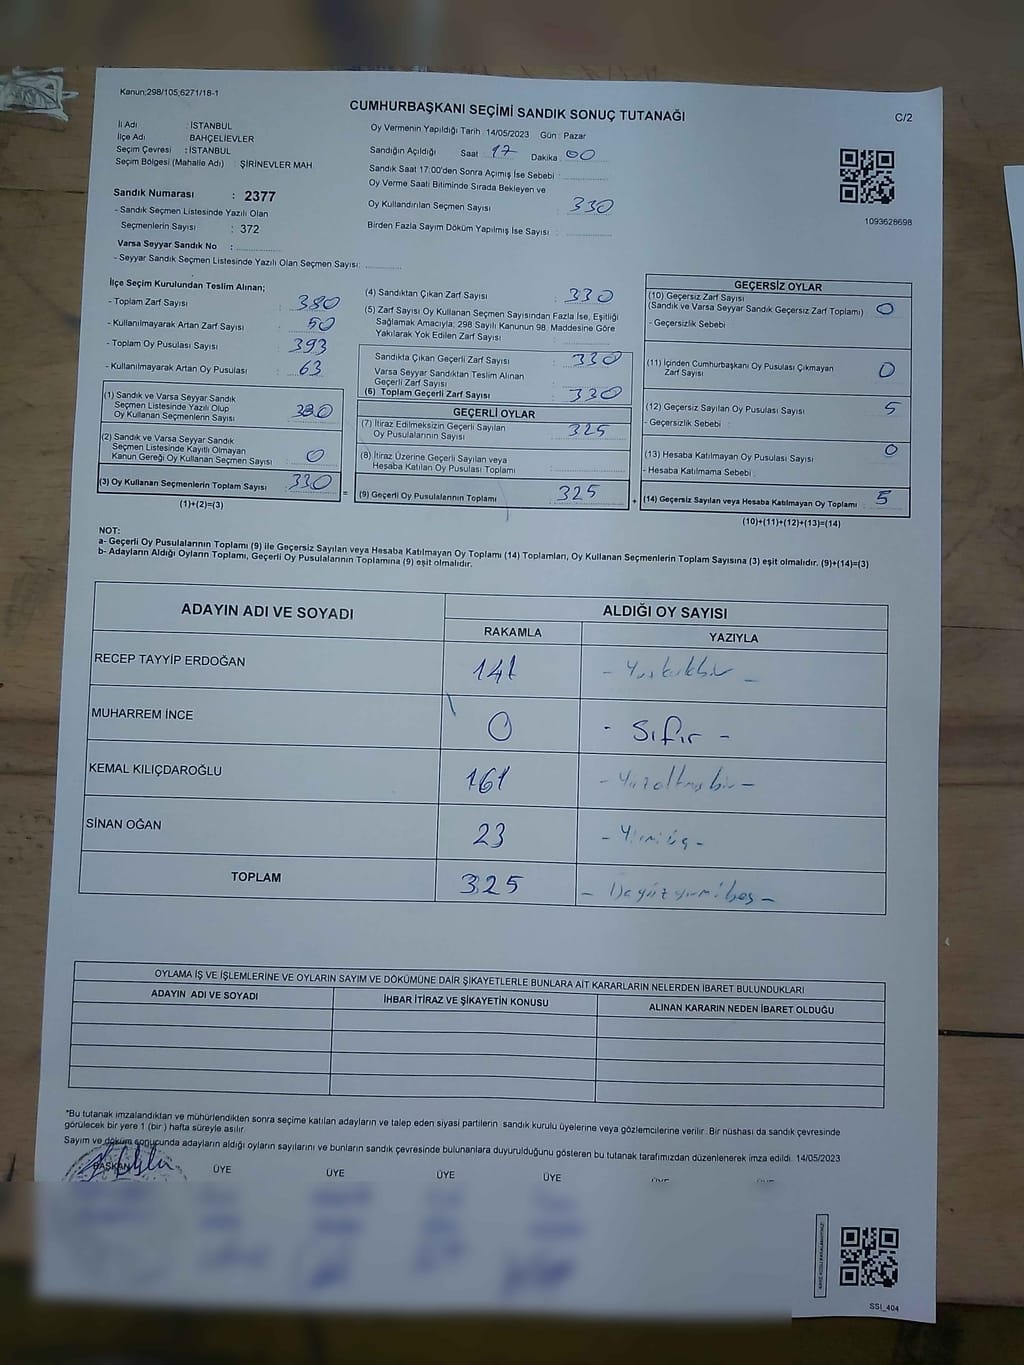 Kanun;298/105,6271/18-1
CUMHURBAŞKANI SEÇİMİ SANDIK SONUÇ TUTANAĞI
C/2
İl Adı : İSTANBUL
İlçe Adı : BAHÇELİEVLER
Seçim Çevresi : İSTANBUL
Seçim Bölgesi (Mahalle Adı) : ŞİRİNEVLER MAH.
Sandık Numarası : 2377
- Sandık Seçmen Listesinde Yazılı Olan
Seçmenlerin Sayısı : 372
Varsa Seyyar Sandık No :
- Seyyar Sandık Seçmen Listesinde Yazılı Olan Seçmen Sayısı:
Oy Vermenin Yapıldığı Tarih : 14/05/2023 Gün : Pazar
Sandığın Açıldığı Saat 17 Dakika 00
Sandık Saat 17:00'den Sonra Açımış İse Sebebi :
Oy Verme Saati Bitiminde Sırada Bekleyen ve
Oy Kullandırılan Seçmen Sayısı : 330
Birden Fazla Sayım Döküm Yapılmış İse Sayısı :
1093628698
İlçe Seçim Kurulundan Teslim Alınan;
- Toplam Zarf Sayısı : 380
- Kullanılmayarak Artan Zarf Sayısı : 50
- Toplam Oy Pusulası Sayısı : 393
- Kullanılmayarak Artan Oy Pusulası : 63
(1) Sandık ve Varsa Seyyar Sandık
Seçmen Listesinde Yazılı Olup
Oy Kullanan Seçmenlerin Sayısı : 330
(2) Sandık ve Varsa Seyyar Sandık
Seçmen Listesinde Kayıtlı Olmayan
Kanun Gereği Oy Kullanan Seçmen Sayısı : 0
(3) Oy Kullanan Seçmenlerin Toplam Sayısı : 330
(1)+(2)=(3)
=
(4) Sandıktan Çıkan Zarf Sayısı : 330
(5) Zarf Sayısı Oy Kullanan Seçmen Sayısından Fazla İse, Eşitliği
Sağlamak Amacıyla; 298 Sayılı Kanunun 98. Maddesine Göre
Yakılarak Yok Edilen Zarf Sayısı :
Sandıkta Çıkan Geçerli Zarf Sayısı : 330
Varsa Seyyar Sandıktan Teslim Alınan
Geçerli Zarf Sayısı :
(6) Toplam Geçerli Zarf Sayısı : 330
GEÇERLİ OYLAR
(7) İtiraz Edilmeksizin Geçerli Sayılan
Oy Pusulalarının Sayısı : 325
(8) İtiraz Üzerine Geçerli Sayılan veya
Hesaba Katılan Oy Pusulası Toplamı :
(9) Geçerli Oy Pusulalarının Toplamı : 325
+
GEÇERSİZ OYLAR
(10) Geçersiz Zarf Sayısı
(Sandık ve Varsa Seyyar Sandık Geçersiz Zarf Toplamı) : 0
- Geçersizlik Sebebi :
(11) İçinden Cumhurbaşkanı Oy Pusulası Çıkmayan
Zarf Sayısı : 0
(12) Geçersiz Sayılan Oy Pusulası Sayısı : 5
- Geçersizlik Sebebi :
(13) Hesaba Katılmayan Oy Pusulası Sayısı : 0
- Hesaba Katılmama Sebebi :
(14) Geçersiz Sayılan veya Hesaba Katılmayan Oy Toplamı : 5
(10)+(11)+(12)+(13)=(14)
NOT:
a- Geçerli Oy Pusulalarının Toplamı (9) İle Geçersiz Sayılan veya Hesaba Katılmayan Oy Toplamı (14) Toplamları, Oy Kullanan Seçmenlerin Toplam Sayısına (3) eşit olmalıdır. (9)+(14)=(3)
b- Adayların Aldığı Oyların Toplamı, Geçerli Oy Pusulalarının Toplamına (9) eşit olmalıdır.
ADAYIN ADI VE SOYADI
ALDIĞI OY SAYISI
RAKAMLA
YAZIYLA
RECEP TAYYİP ERDOĞAN 141 - Yüzkırkbir -
MUHARREM İNCE 0 - Sıfır -
KEMAL KILIÇDAROĞLU 161 - Yüzaltmışbir -
SİNAN OĞAN 23 - Yirmiüç -
TOPLAM 325 - Üçyüzyirmibeş -
OYLAMA İŞ VE İŞLEMLERİNE VE OYLARIN SAYIM VE DÖKÜMÜNE DAİR ŞİKAYETLERLE BUNLARA AİT KARARLARIN NELERDEN İBARET BULUNDUKLARI
ADAYIN ADI VE SOYADI
İHBAR İTİRAZ VE ŞİKAYETİN KONUSU
ALINAN KARARIN NEDEN İBARET OLDUĞU
*Bu tutanak imzalandıktan ve mühürlendikten sonra seçime katılan adayların ve talep eden siyasi partilerin sandık kurulu üyelerine veya gözlemcilerine verilir. Bir nüshası da sandık çevresinde
görülecek bir yere 1 (bir) hafta süreyle asılır.
Sayım ve döküm sonucunda adayların aldığı oyların sayılarını ve bunların sandık çevresinde bulunanlara duyurulduğunu gösteren bu tutanak tarafımızdan düzenlenerek imza edildi. 14/05/2023
BAŞKAN ÜYE ÜYE ÜYE ÜYE
SSI_404